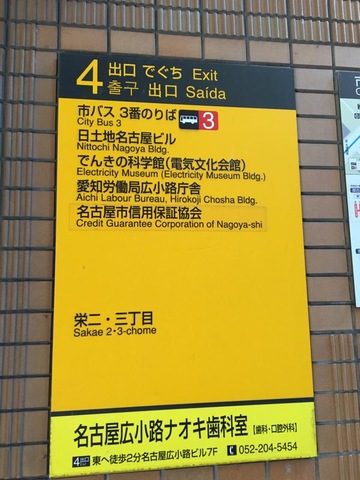 4 出口 でぐち Exit
출구 出口 Saída
市バス 3番のりば 3
City Bus 3
日土地名古屋ビル
Nittochi Nagoya Bldg.
でんきの科学館(電気文化会館)
Electricity Museum (Electricity Museum Bldg.)
愛知労働局広小路庁舎
Aichi Labour Bureau, Hirokoji Chosha Bldg.
名古屋市信用保証協会
Credit Guarantee Corporation of Nagoya-shi
栄二・三丁目
Sakae 2・3-chome
名古屋広小路ナオキ歯科室【歯科・口腔外科】
4出口 東へ徒歩2分名古屋広小路ビル7F 052-204-5454